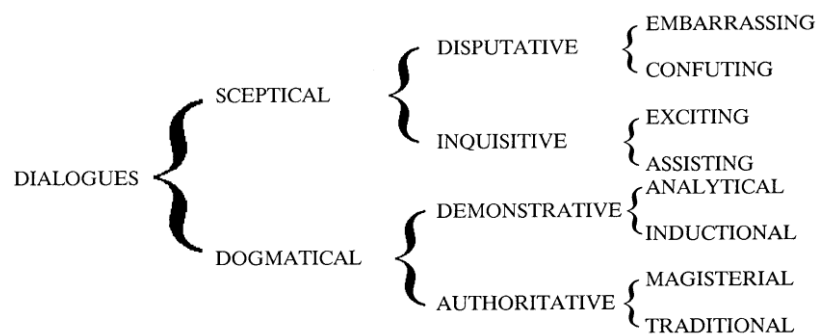 EMBARRASSING
DISPUTATIVE
CONFUTING
SCEPTICAL
EXCITING
INQUISITIVE
ASSISTING
DIALOGUES
ANALYTICAL
DEMONSTRATIVE
INDUCTIONAL
DOGMATICAL
MAGISTERIAL
AUTHORITATIVE
TRADITIONAL